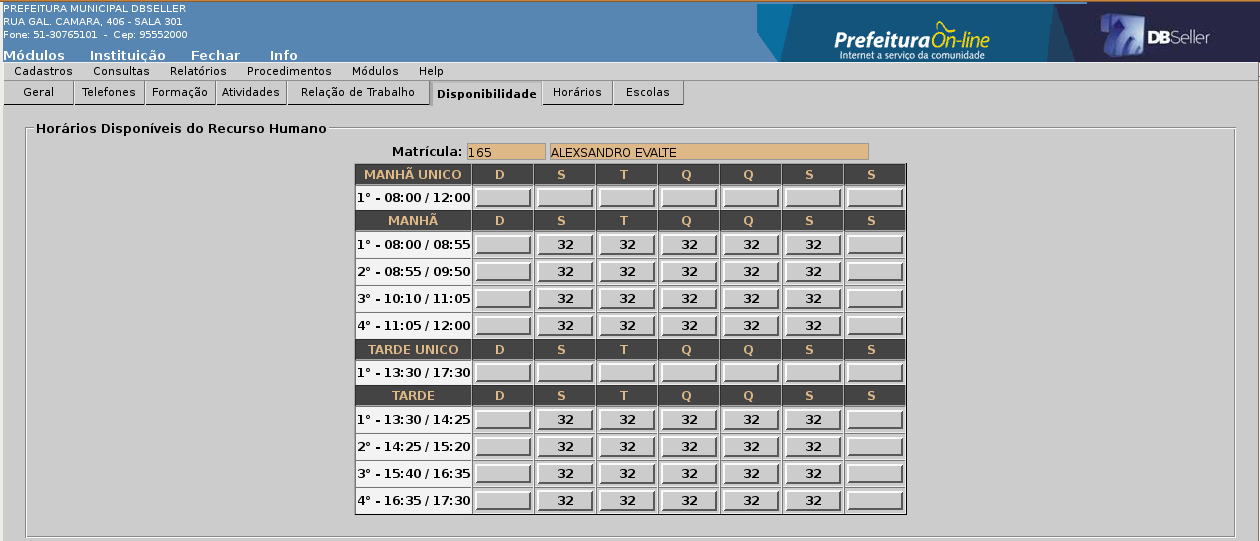 PREFEITURA MUNICIPAL DBSELLER
RUA GAL. CAMARA, 406 - SALA 301
Fone: 51-30765101 - Cep: 95552000
Módulos Instituição Fechar Info
Prefeitura On-line
Internet a serviço da comunidade
DBSeller
Cadastros Consultas Relatórios Procedimentos Módulos Help
Geral Telefones Formação Atividades Relação de Trabalho Disponibilidade Horários Escolas
Horários Disponíveis do Recurso Humano
Matrícula: 165 ALEXSANDRO EVALTE
MANHÃ UNICO D S T Q Q S S
1° - 08:00 / 12:00
MANHÃ D S T Q Q S S
1° - 08:00 / 08:55 32 32 32 32 32
2° - 08:55 / 09:50 32 32 32 32 32
3° - 10:10 / 11:05 32 32 32 32 32
4° - 11:05 / 12:00 32 32 32 32 32
TARDE UNICO D S T Q Q S S
1° - 13:30 / 17:30
TARDE D S T Q Q S S
1° - 13:30 / 14:25 32 32 32 32 32
2° - 14:25 / 15:20 32 32 32 32 32
3° - 15:40 / 16:35 32 32 32 32 32
4° - 16:35 / 17:30 32 32 32 32 32